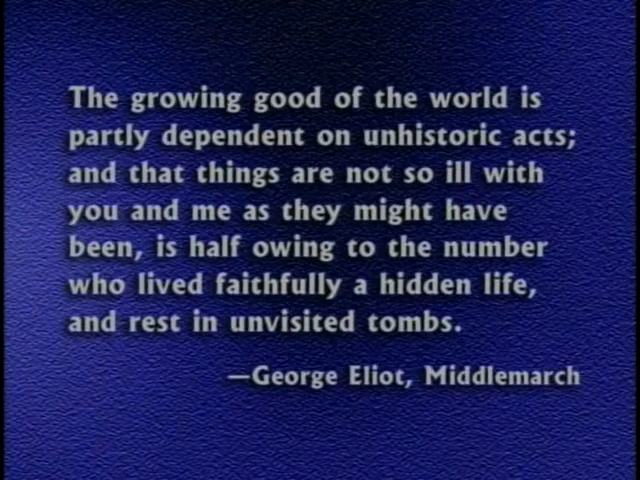 The growing good of the world is
partly dependent on unhistoric acts;
and that things are not so ill with
you and me as they might have
been, is half owing to the number
who lived faithfully a hidden life,
and rest in unvisited tombs.
—George Eliot, Middlemarch